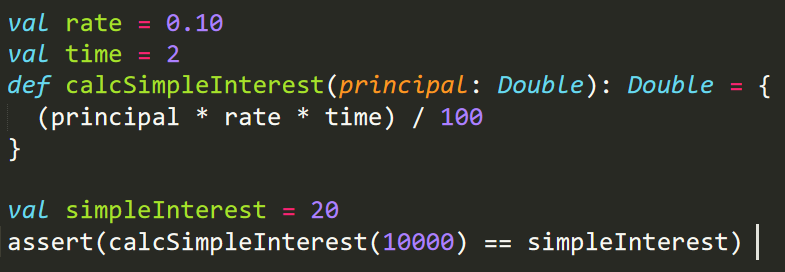 val rate = 0.10
val time = 2
def calcSimpleInterest(principal: Double): Double = {
  (principal * rate * time) / 100
}

val simpleInterest = 20
assert(calcSimpleInterest(10000) == simpleInterest)